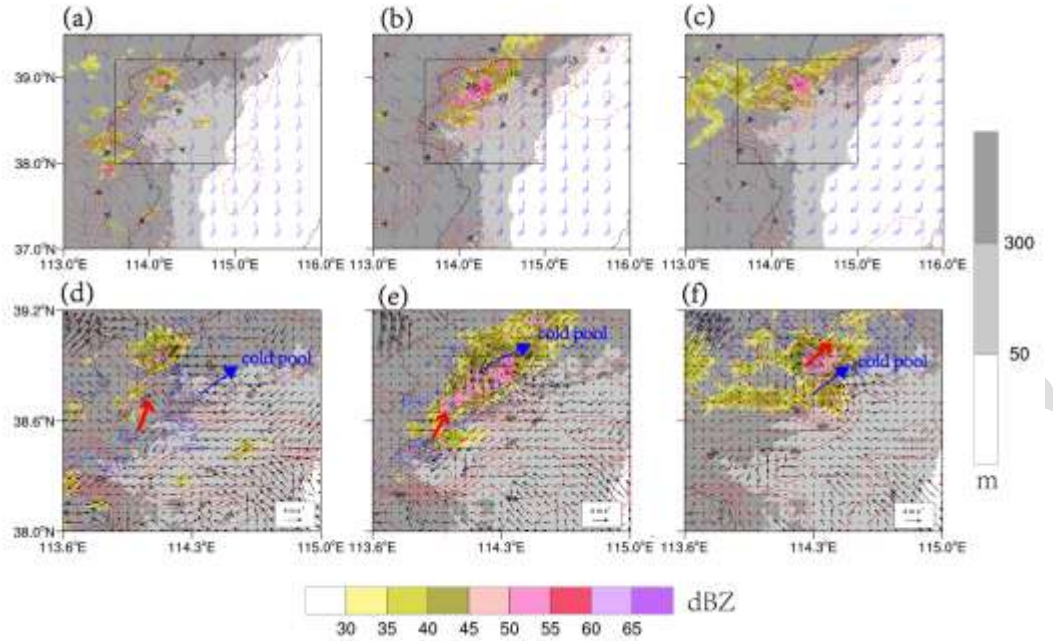 (a) (b) (c)
39.0°N
38.0°N
37.0°N
113.0°E 114.0°E 115.0°E 116.0°E
113.0°E 114.0°E 115.0°E 116.0°E
113.0°E 114.0°E 115.0°E 116.0°E
300
50
m
(d) (e) (f)
39.2°N
38.6°N
38.0°N
cold pool
cold pool
cold pool
113.6°E 114.3°E 115.0°E
113.6°E 114.3°E 115.0°E
113.6°E 114.3°E 115.0°E
30 35 40 45 50 55 60 65
dBZ